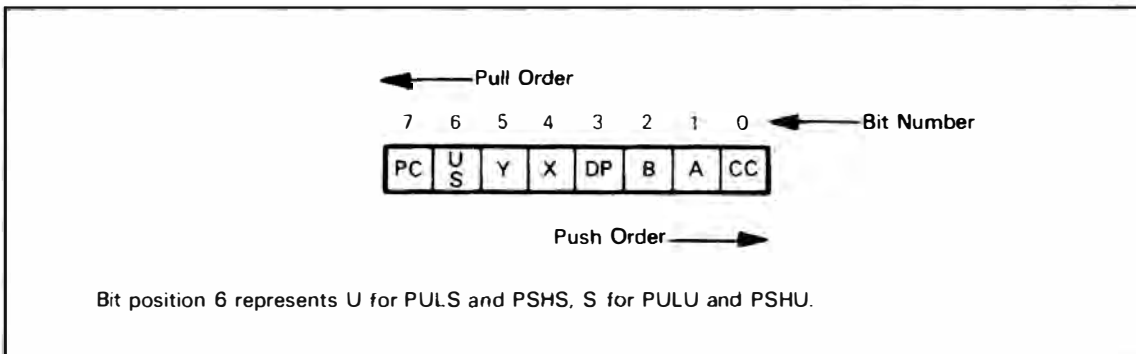 Pull Order
7 6 5 4 3 2 1 0 Bit Number
PC U S Y X DP B A CC
Push Order
Bit position 6 represents U for PULS and PSHS, S for PULU and PSHU.